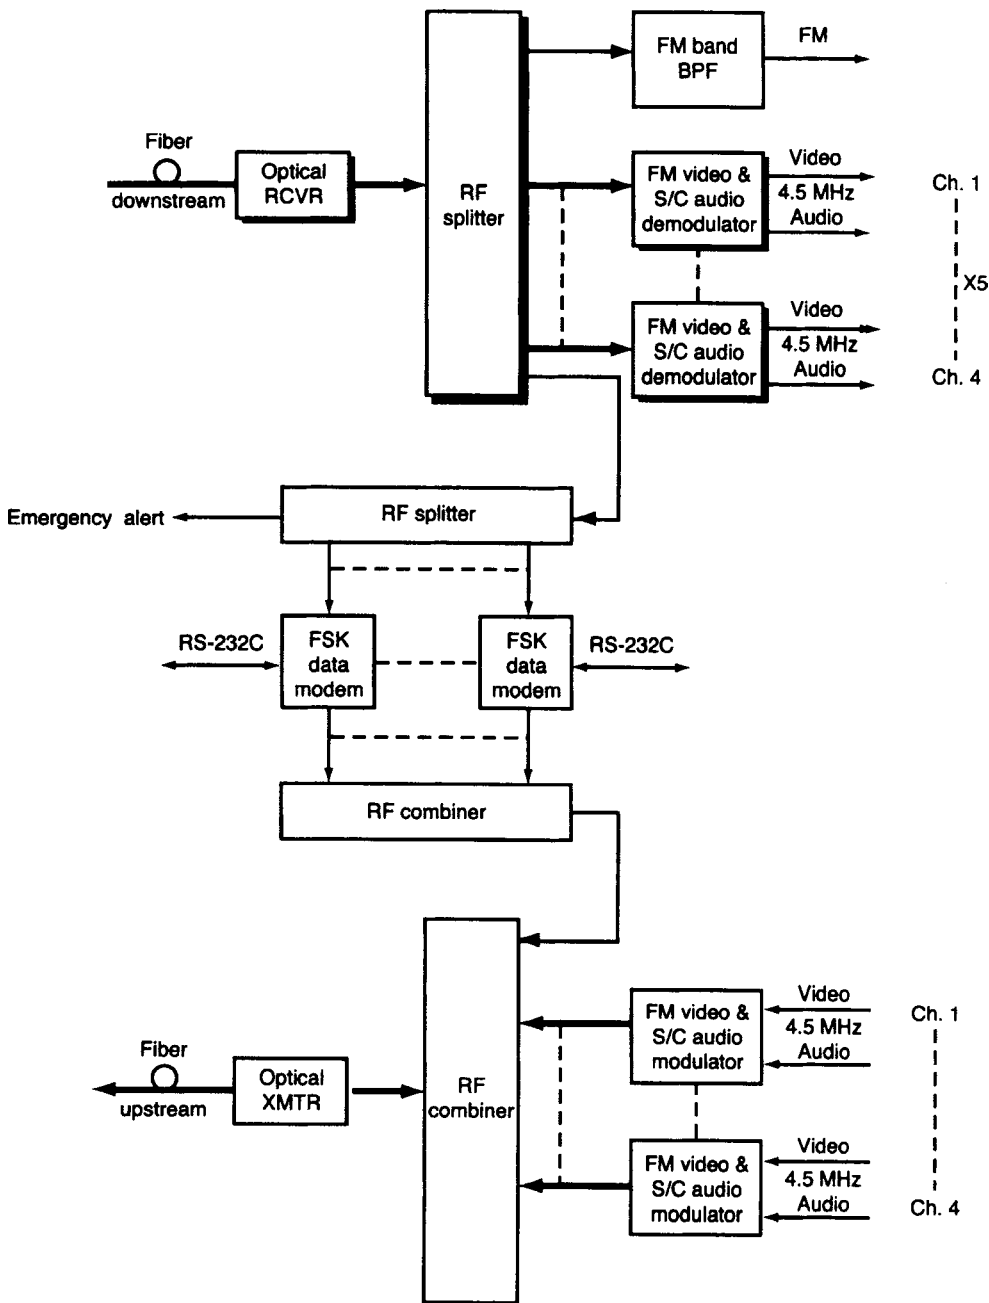 FM band
BPF
FM
Fiber
downstream
Optical
RCVR
RF
splitter
FM video &
S/C audio
demodulator
Video
4.5 MHz
Audio
Ch. 1
X5
FM video &
S/C audio
demodulator
Video
4.5 MHz
Audio
Ch. 4
Emergency alert
RF splitter
RS-232C
FSK
data
modem
FSK
data
modem
RS-232C
RF combiner
Fiber
upstream
Optical
XMTR
RF
combiner
FM video &
S/C audio
modulator
Video
4.5 MHz
Audio
Ch. 1
FM video &
S/C audio
modulator
Video
4.5 MHz
Audio
Ch. 4